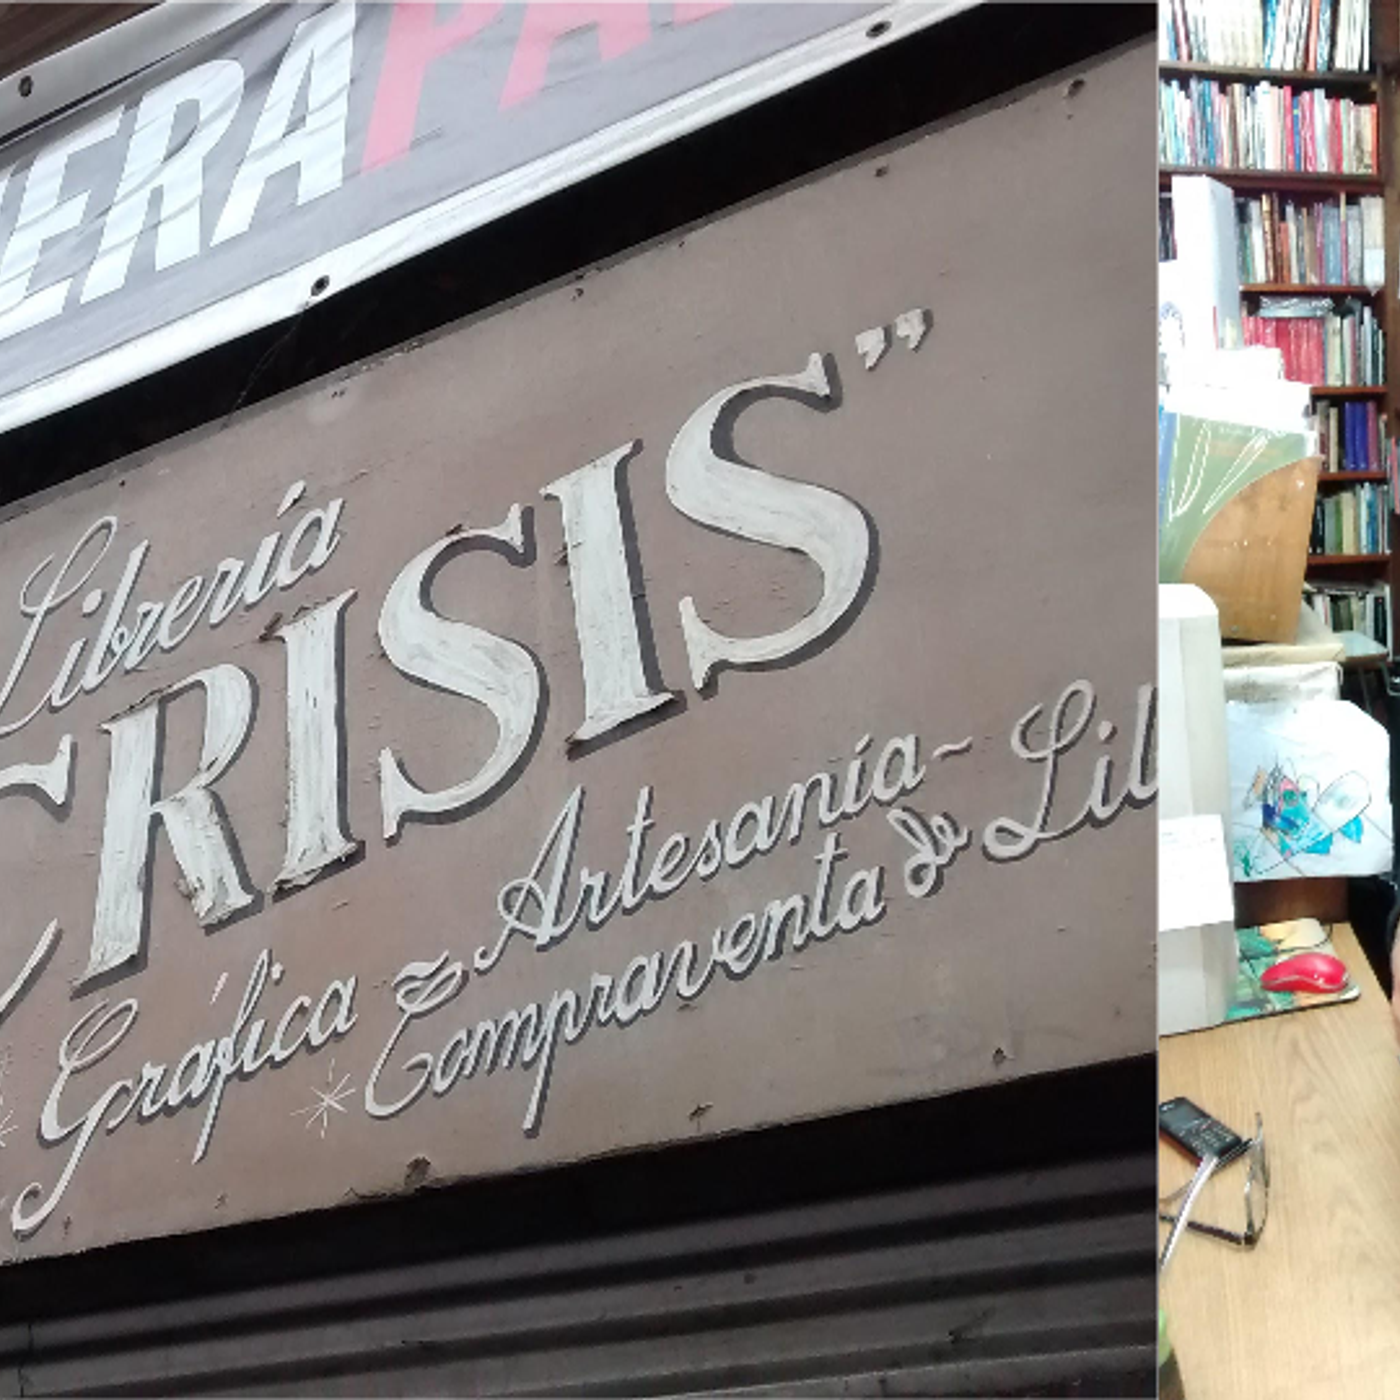 ERAPA
Librería
CRISIS”
Gráfica ~ Artesanía ~
* Compraventa de Lib